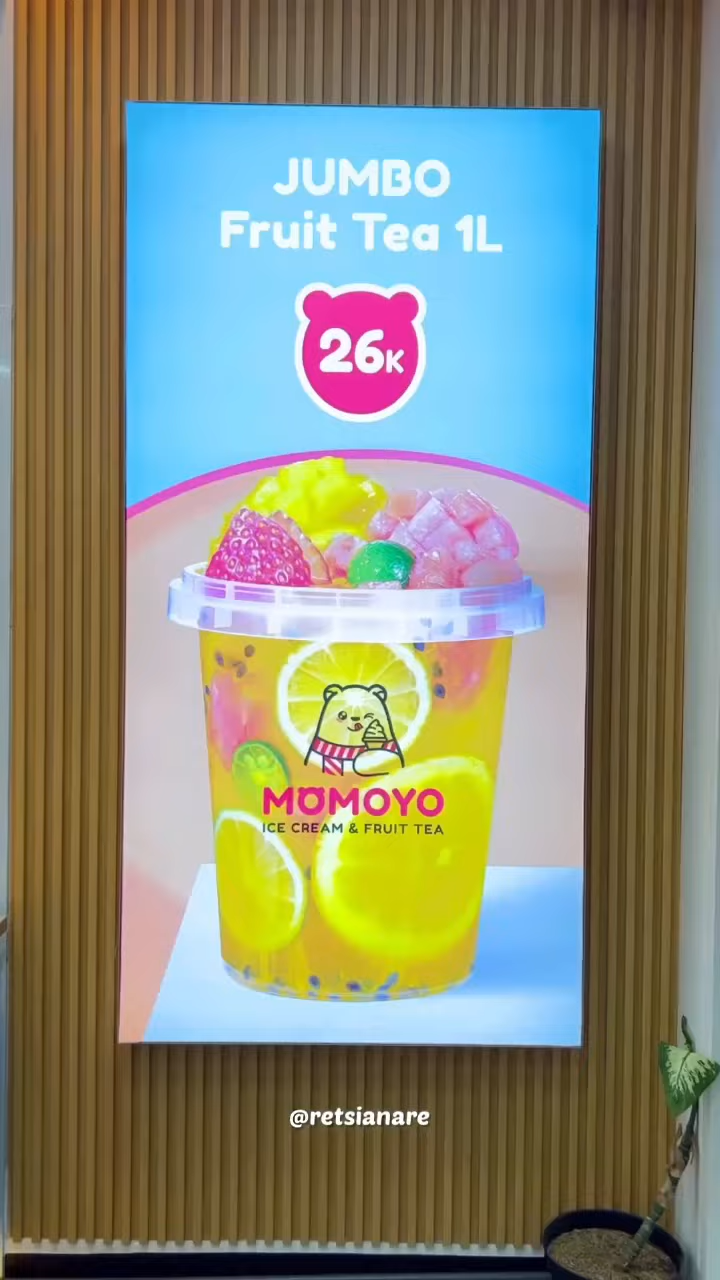 JUMBO
Fruit Tea 1L
26K
MOMOYO
ICE CREAM & FRUIT TEA
@retsianare